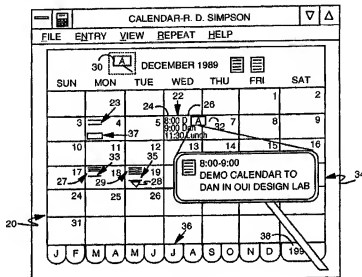 CALENDAR-R. D. SIMPSON
FILE ENTRY VIEW REPEAT HELP
30 A DECEMBER 1989
SUN MON TUE WED THU FRI SAT
23 24 22 26
1 2
3 4 5 8:00 D A 7 8 9
9:00 Dan 32
11:30 Lunch
37
10 11 12 13 14 15 16
33 35
17 18 19
27 29 28
8:00-9:00
DEMO CALENDAR TO
DAN IN OUI DESIGN LAB
34
24 25 26
20
31 36 38
J F M A M J J A S O N D 199